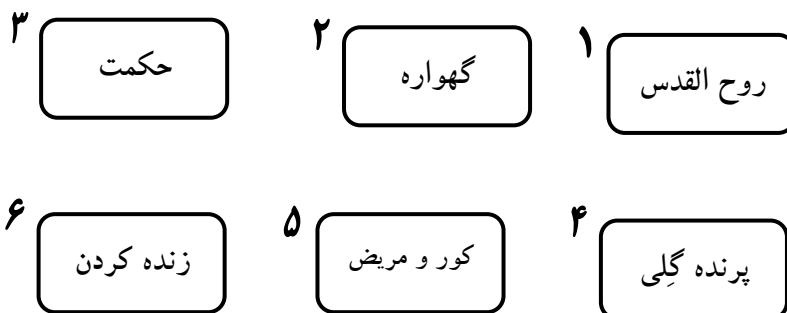 ۱
روح القدس
۲
گهواره
۳
حکمت
۴
پرنده گِلی
۵
کور و مریض
۶
زنده کردن